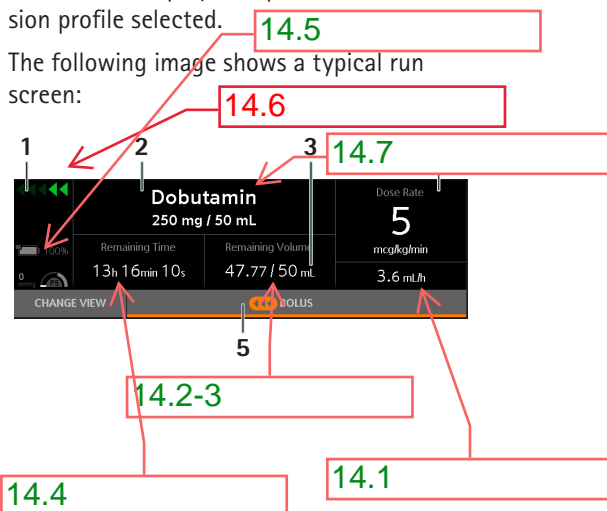 sion profile selected.
14.5
The following image shows a typical run
screen:
14.6
1 2 3
14.7
Dobutamin
250 mg / 50 mL
Dose Rate
5
mcg/kg/min
100%
Remaining Time
Remaining Volume
13h 16min 10s
47.77 / 50 mL
3.6 mL/h
0
mmHg
CHANGE VIEW
BOLUS
5
14.2-3
14.4
14.1